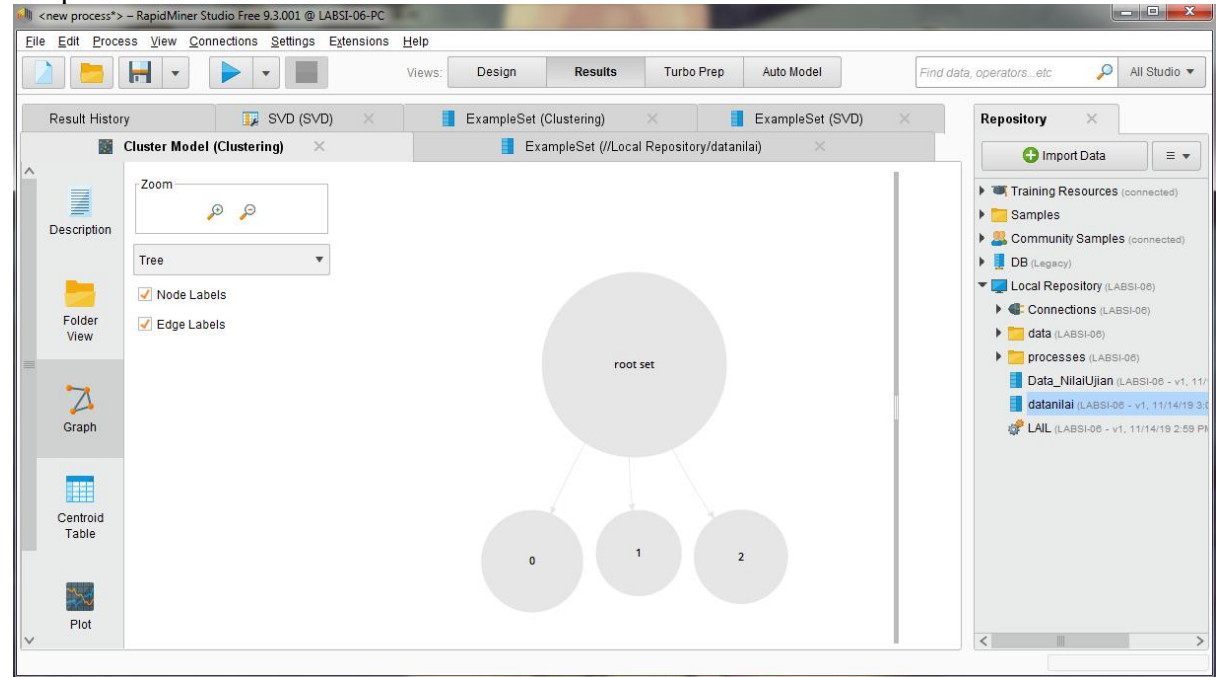 <new process*> – RapidMiner Studio Free 9.3.001 @ LABSI-06-PC
File Edit Process View Connections Settings Extensions Help
Views: Design Results Turbo Prep Auto Model Find data, operators...etc All Studio
Result History SVD (SVD) ExampleSet (Clustering) ExampleSet (SVD)
Cluster Model (Clustering) ExampleSet (//Local Repository/datanilai)
Description
Folder
View
Graph
Centroid
Table
Plot
Zoom
Tree
Node Labels
Edge Labels
root set
0
1
2
Repository
Import Data
Training Resources (connected)
Samples
Community Samples (connected)
DB (Legacy)
Local Repository (LABSI-06)
Connections (LABSI-06)
data (LABSI-06)
processes (LABSI-06)
Data_NilaiUjian (LABSI-06 - v1, 11/
datanilai (LABSI-06 - v1, 11/14/19 3:0
LAIL (LABSI-06 - v1, 11/14/19 2:59 PM